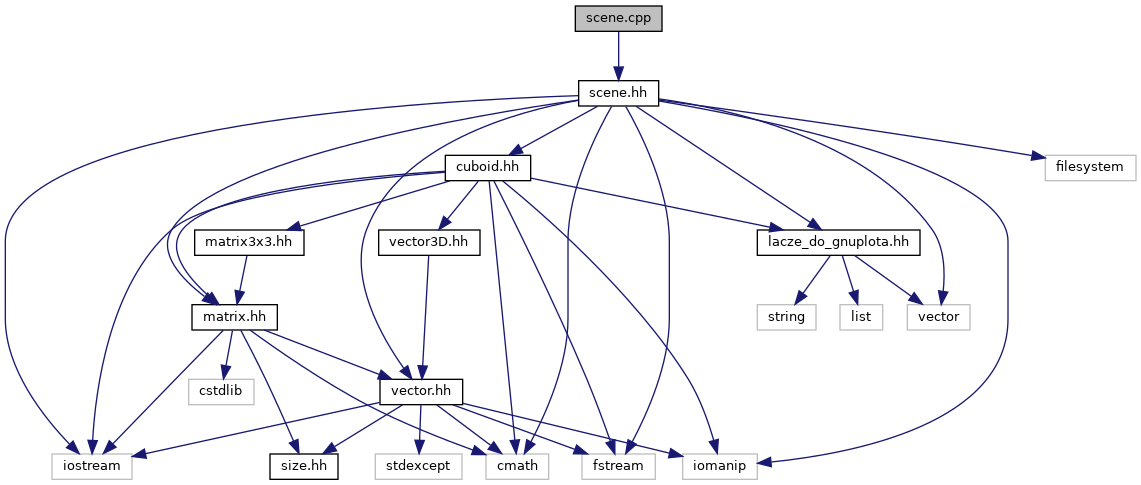 scene.cpp
scene.hh
cuboid.hh
filesystem
matrix3x3.hh
vector3D.hh
lacze_do_gnuplota.hh
matrix.hh
string
list
vector
cstdlib
vector.hh
iostream
size.hh
stdexcept
cmath
fstream
iomanip